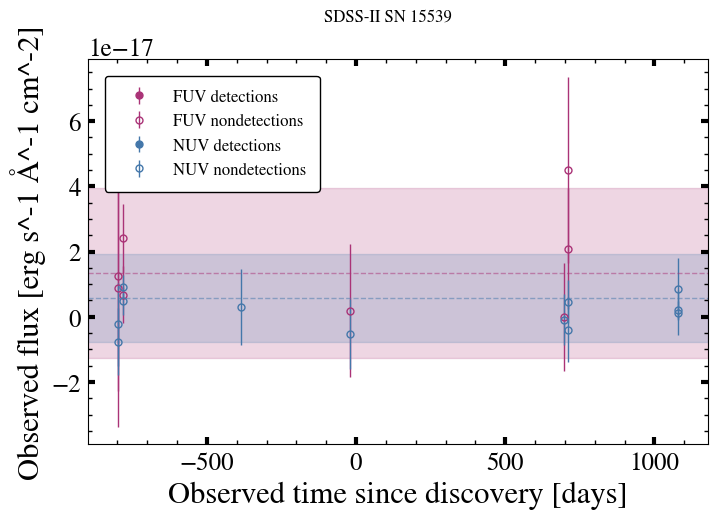 SDSS-II SN 15539
1e−17
FUV detections
FUV nondetections
NUV detections
NUV nondetections
6
4
2
0
−2
−500
0
500
1000
Observed time since discovery [days]
Observed flux [erg s^-1 Å^-1 cm^-2]